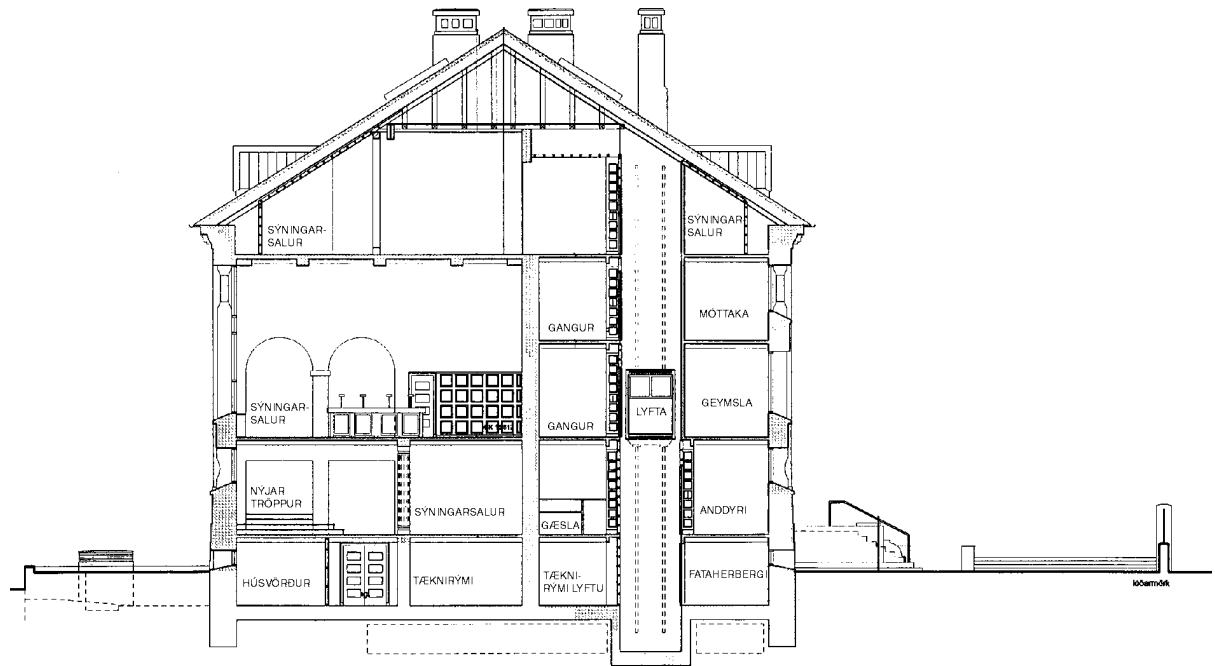 SÝNINGAR-
SALUR
SÝNINGAR
SALUR
GANGUR
MÓTTAKA
SÝNINGAR-
SALUR
GANGUR
LYFTA
GEYMSLA
NÝJAR
TRÖPPUR
SÝNINGARSALUR
GÆSLA
ANDDYRI
HÚSVÖRÐUR
TÆKNIRÝMI
TÆKNI-
RÝMI LYFTU
FATAHERBERGI
lóðarmörk